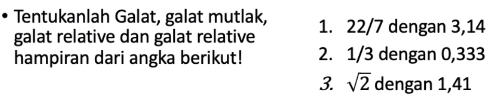 • Tentukanlah Galat, galat mutlak,
galat relative dan galat relative
hampiran dari angka berikut!
1. 22/7 dengan 3,14
2. 1/3 dengan 0,333
3. √2 dengan 1,41